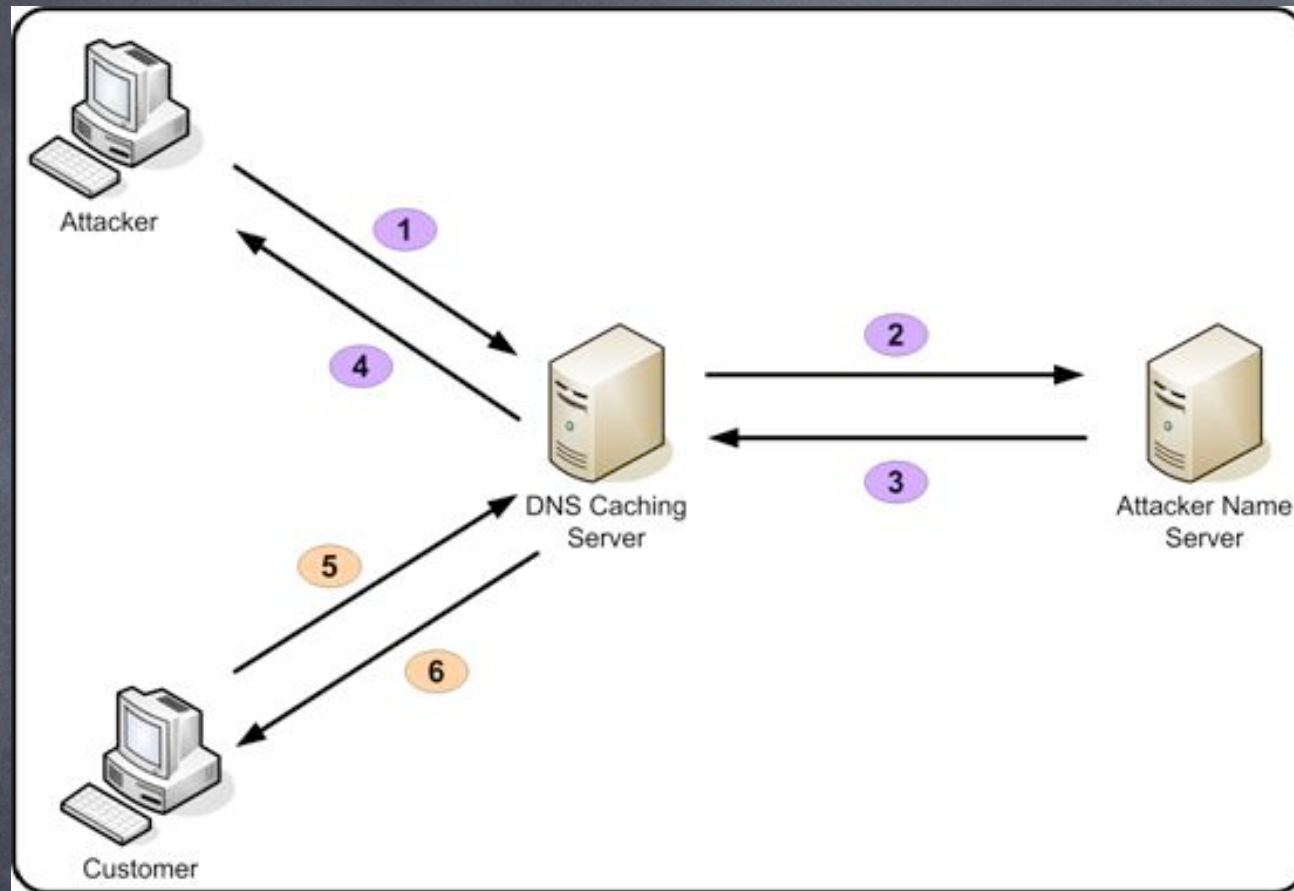 Attacker
1
4
2
3
DNS Caching
Server
Attacker Name
Server
5
6
Customer